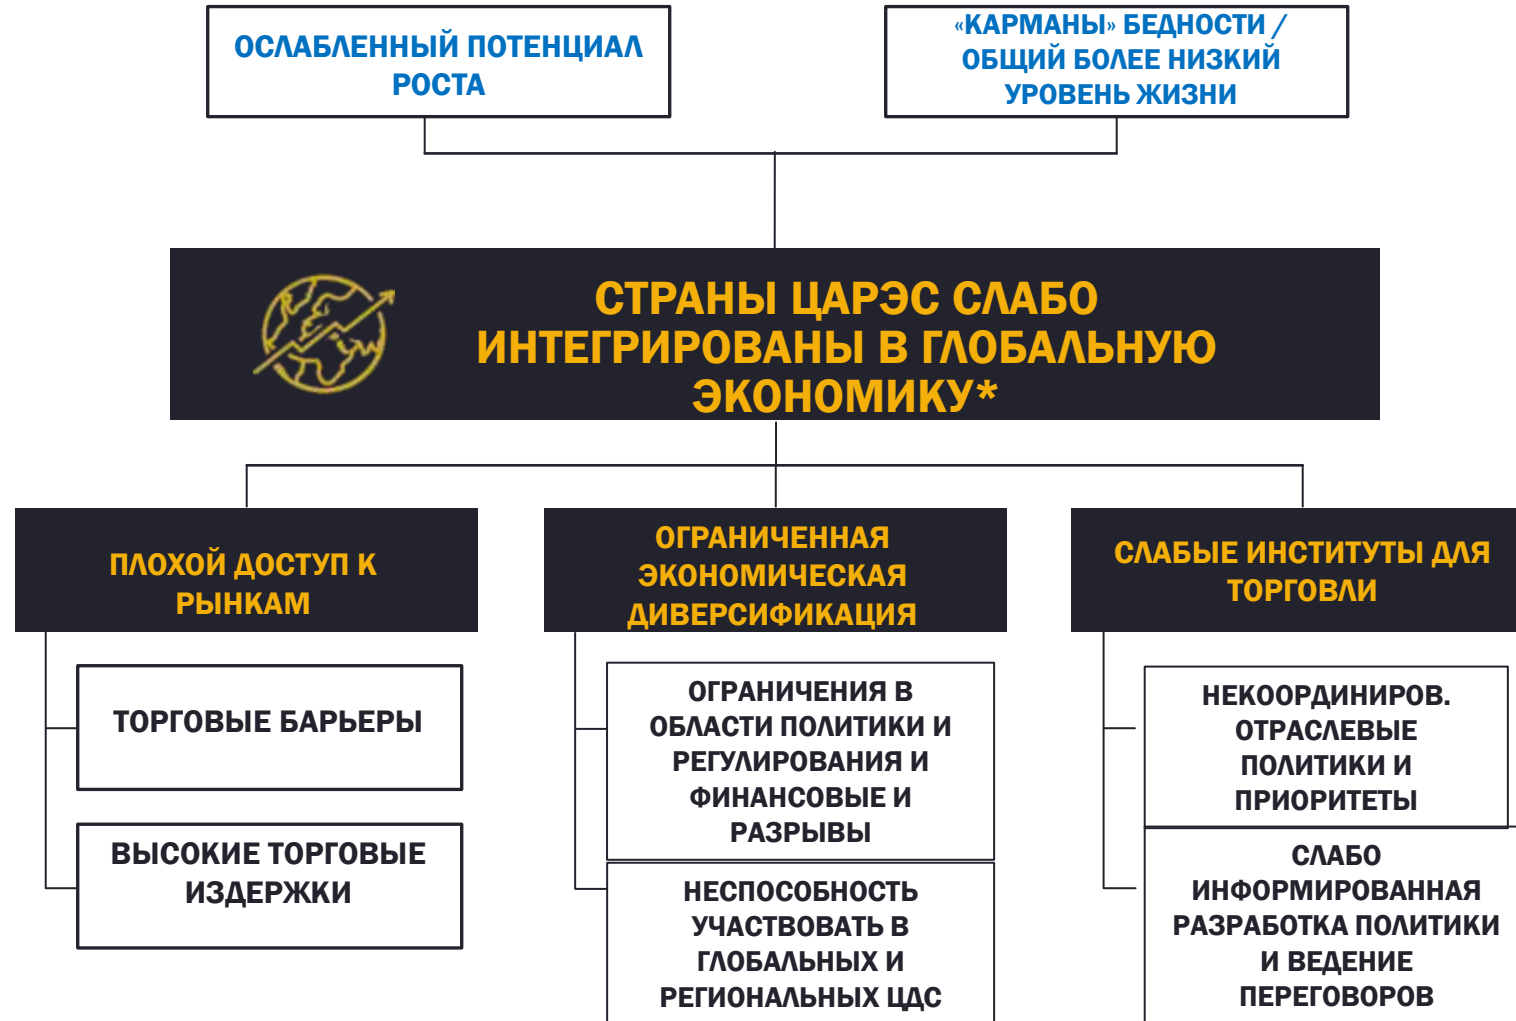 ОСЛАБЛЕННЫЙ ПОТЕНЦИАЛ
РОСТА
«КАРМАНЫ» БЕДНОСТИ /
ОБЩИЙ БОЛЕЕ НИЗКИЙ
УРОВЕНЬ ЖИЗНИ
СТРАНЫ ЦАРЭС СЛАБО
ИНТЕГРИРОВАНЫ В ГЛОБАЛЬНУЮ
ЭКОНОМИКУ*
ПЛОХОЙ ДОСТУП К
РЫНКАМ
ТОРГОВЫЕ БАРЬЕРЫ
ВЫСОКИЕ ТОРГОВЫЕ
ИЗДЕРЖКИ
ОГРАНИЧЕННАЯ
ЭКОНОМИЧЕСКАЯ
ДИВЕРСИФИКАЦИЯ
ОГРАНИЧЕНИЯ В
ОБЛАСТИ ПОЛИТИКИ И
РЕГУЛИРОВАНИЯ И
ФИНАНСОВЫЕ И
РАЗРЫВЫ
НЕСПОСОБНОСТЬ
УЧАСТВОВАТЬ В
ГЛОБАЛЬНЫХ И
РЕГИОНАЛЬНЫХ ЦДС
СЛАБЫЕ ИНСТИТУТЫ ДЛЯ
ТОРГОВЛИ
НЕКООРДИНИРОВ.
ОТРАСЛЕВЫЕ
ПОЛИТИКИ И
ПРИОРИТЕТЫ
СЛАБО
ИНФОРМИРОВАННАЯ
РАЗРАБОТКА ПОЛИТИКИ
И ВЕДЕНИЕ
ПЕРЕГОВОРОВ